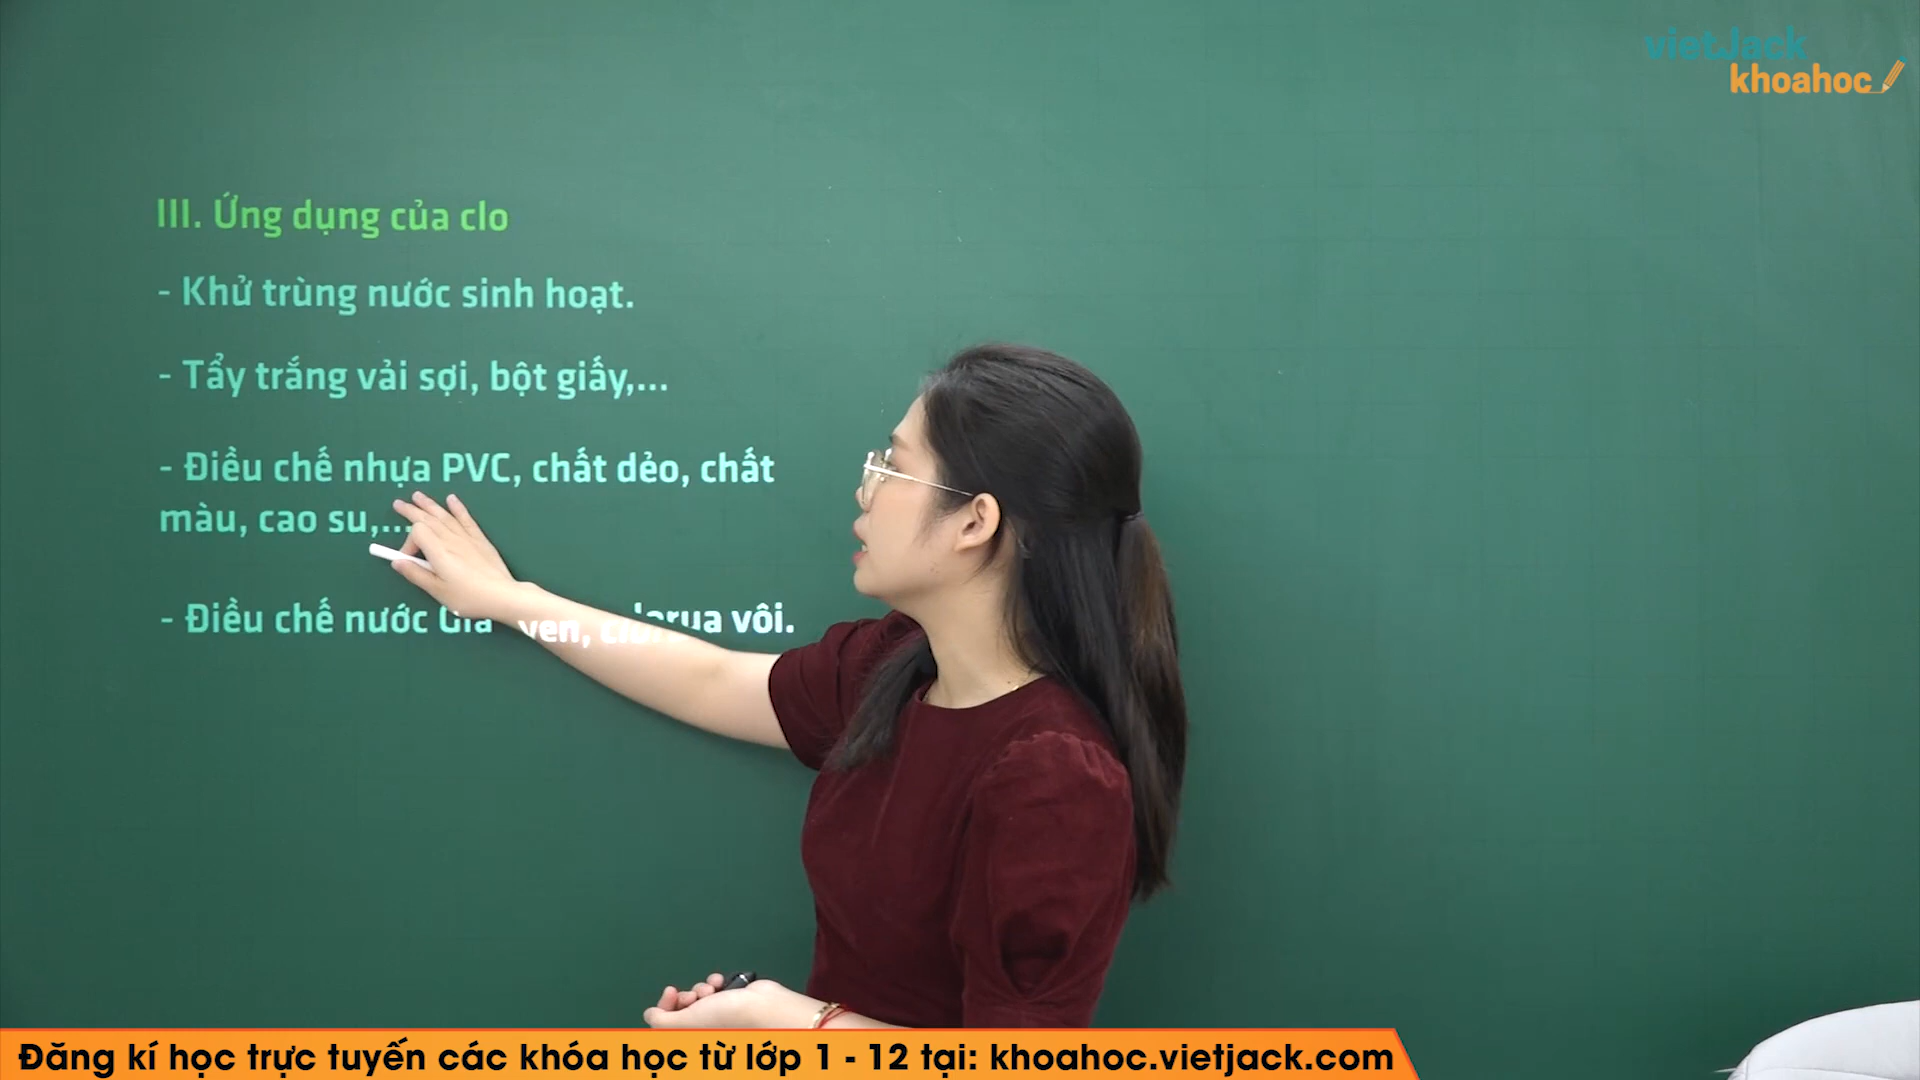 vietJack
khoahoc
III. Ứng dụng của clo
- Khử trùng nước sinh hoạt.
- Tẩy trắng vải sợi, bột giấy,...
- Điều chế nhựa PVC, chất dẻo, chất
màu, cao su,...
- Điều chế nước vôi.
Đăng kí học trực tuyến các khóa học từ lớp 1 - 12 tại: khoahoc.vietjack.com